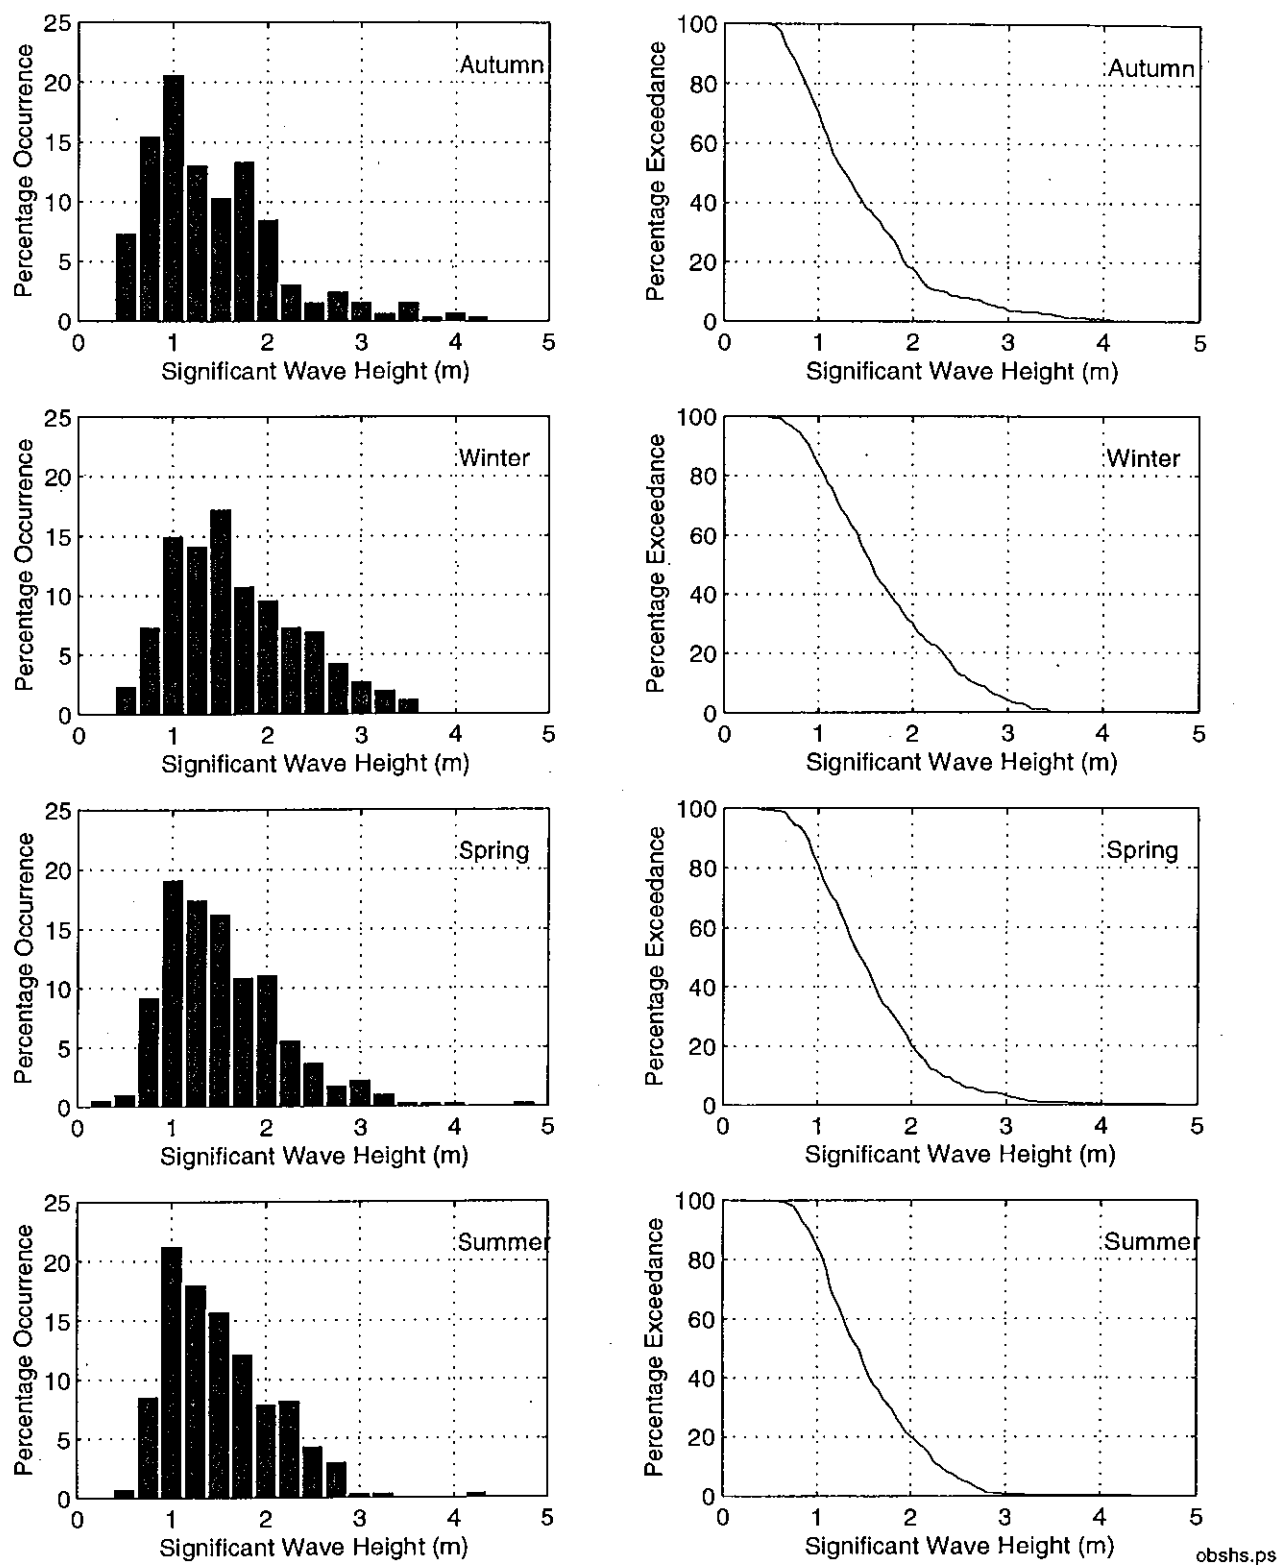 25
20
15
10
5
0
Percentage Occurrence
Autumn
0 1 2 3 4 5
Significant Wave Height (m)
100
80
60
40
20
0
Percentage Exceedance
Autumn
0 1 2 3 4 5
Significant Wave Height (m)
25
20
15
10
5
0
Percentage Occurrence
Winter
0 1 2 3 4 5
Significant Wave Height (m)
100
80
60
40
20
0
Percentage Exceedance
Winter
0 1 2 3 4 5
Significant Wave Height (m)
25
20
15
10
5
0
Percentage Occurrence
Spring
0 1 2 3 4 5
Significant Wave Height (m)
100
80
60
40
20
0
Percentage Exceedance
Spring
0 1 2 3 4 5
Significant Wave Height (m)
25
20
15
10
5
0
Percentage Occurrence
Summer
0 1 2 3 4 5
Significant Wave Height (m)
100
80
60
40
20
0
Percentage Exceedance
Summer
0 1 2 3 4 5
Significant Wave Height (m)
obshs.ps